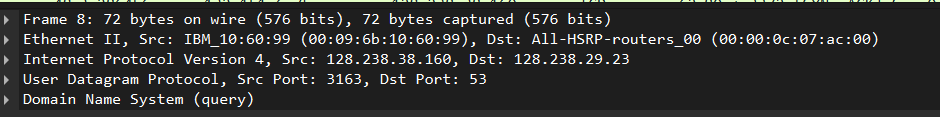 Frame 8: 72 bytes on wire (576 bits), 72 bytes captured (576 bits)
Ethernet II, Src: IBM_10:60:99 (00:09:6b:10:60:99), Dst: All-HSRP-routers_00 (00:00:0c:07:ac:00)
Internet Protocol Version 4, Src: 128.238.38.160, Dst: 128.238.29.23
User Datagram Protocol, Src Port: 3163, Dst Port: 53
Domain Name System (query)